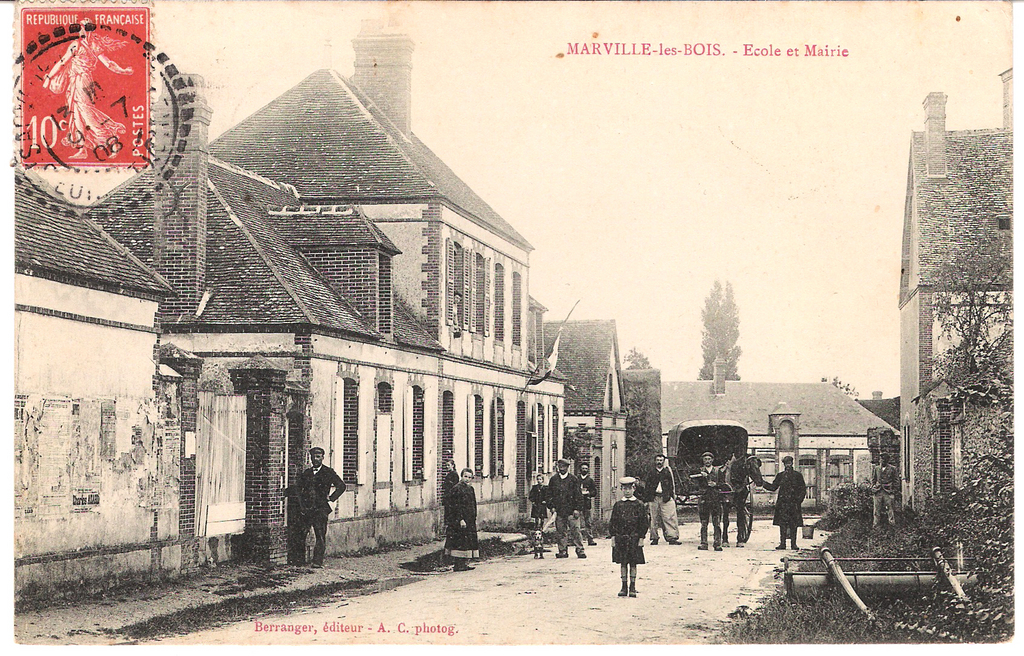 REPUBLIQUE FRANÇAISE
10c
POSTES
MARVILLE-les-BOIS. - Ecole et Mairie
Berranger, éditeur - A. C. photog.